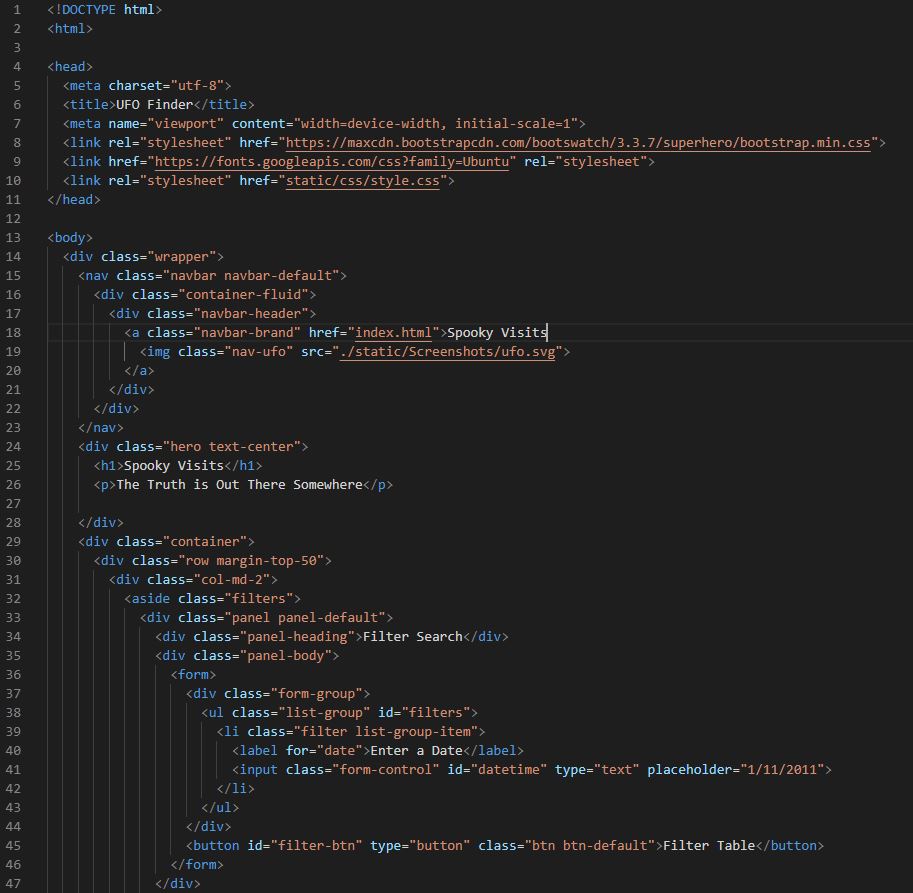 1 <!DOCTYPE html>
2 <html>
3
4 <head>
5   <meta charset="utf-8">
6   <title>UFO Finder</title>
7   <meta name="viewport" content="width=device-width, initial-scale=1">
8   <link rel="stylesheet" href="https://maxcdn.bootstrapcdn.com/bootswatch/3.3.7/superhero/bootstrap.min.css">
9   <link href="https://fonts.googleapis.com/css?family=Ubuntu" rel="stylesheet">
10   <link rel="stylesheet" href="static/css/style.css">
11 </head>
12
13 <body>
14   <div class="wrapper">
15     <nav class="navbar navbar-default">
16       <div class="container-fluid">
17         <div class="navbar-header">
18           <a class="navbar-brand" href="index.html">Spooky Visits
19             <img class="nav-ufo" src="./static/Screenshots/ufo.svg">
20           </a>
21         </div>
22       </div>
23     </nav>
24     <div class="hero text-center">
25       <h1>Spooky Visits</h1>
26       <p>The Truth is Out There Somewhere</p>
27
28     </div>
29     <div class="container">
30       <div class="row margin-top-50">
31         <div class="col-md-2">
32           <aside class="filters">
33             <div class="panel panel-default">
34               <div class="panel-heading">Filter Search</div>
35               <div class="panel-body">
36                 <form>
37                   <div class="form-group">
38                     <ul class="list-group" id="filters">
39                       <li class="filter list-group-item">
40                         <label for="date">Enter a Date</label>
41                         <input class="form-control" id="datetime" type="text" placeholder="1/11/2011">
42                       </li>
43                     </ul>
44                   </div>
45                   <button id="filter-btn" type="button" class="btn btn-default">Filter Table</button>
46                 </form>
47               </div>